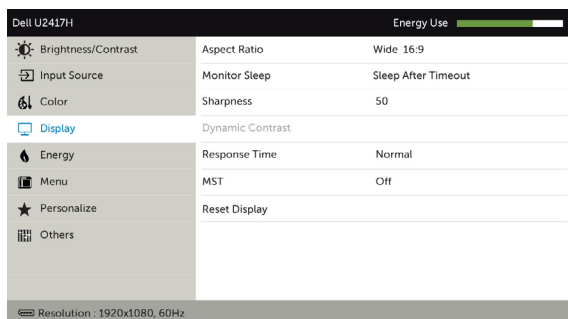 Dell U2417H Energy Use
Brightness/Contrast Aspect Ratio Wide 16:9
Input Source Monitor Sleep Sleep After Timeout
Color Sharpness 50
Display Dynamic Contrast
Energy Response Time Normal
Menu MST Off
Personalize Reset Display
Others
Resolution : 1920x1080, 60Hz